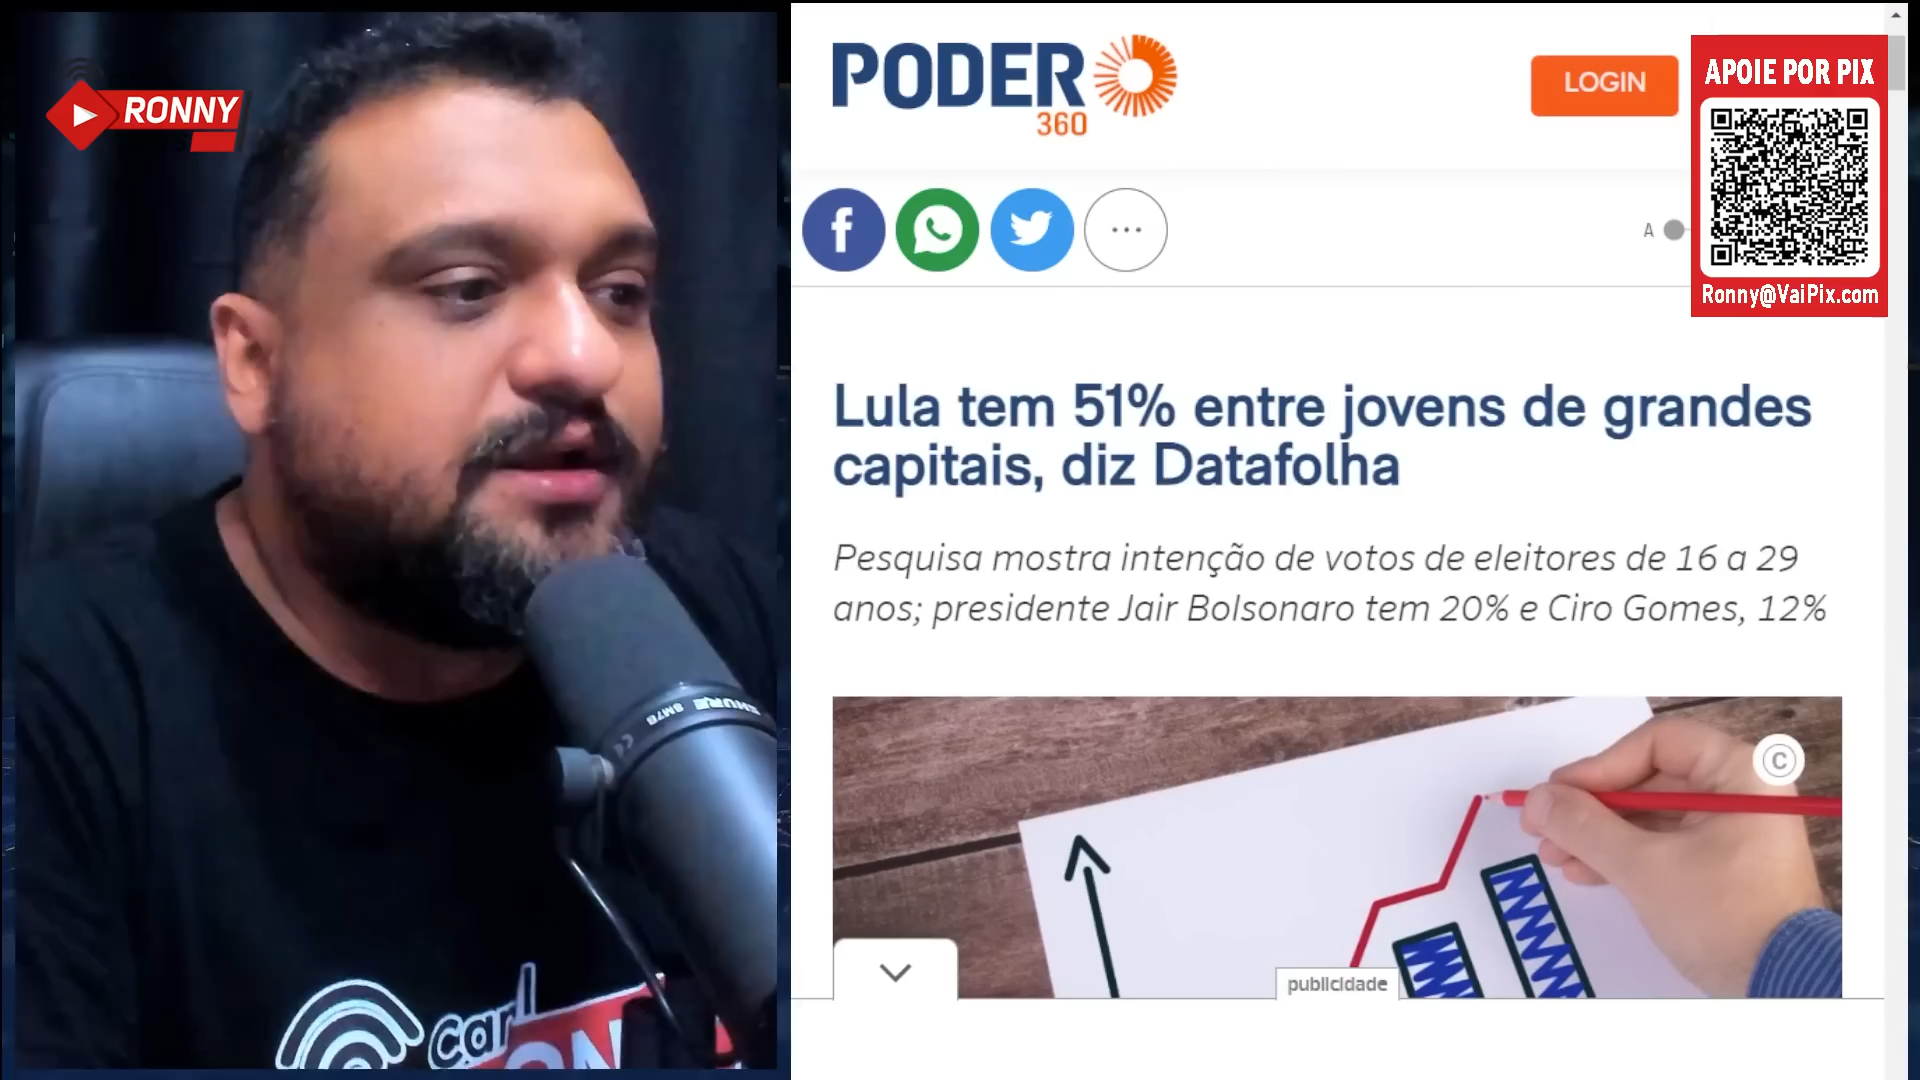 RONNY
PODER
360
LOGIN
APOIE POR PIX
Ronny@VaiPix.com
A
Lula tem 51% entre jovens de grandes
capitais, diz Datafolha
Pesquisa mostra intenção de votos de eleitores de 16 a 29
anos; presidente Jair Bolsonaro tem 20% e Ciro Gomes, 12%
©
publicidade
SHURE SM7B